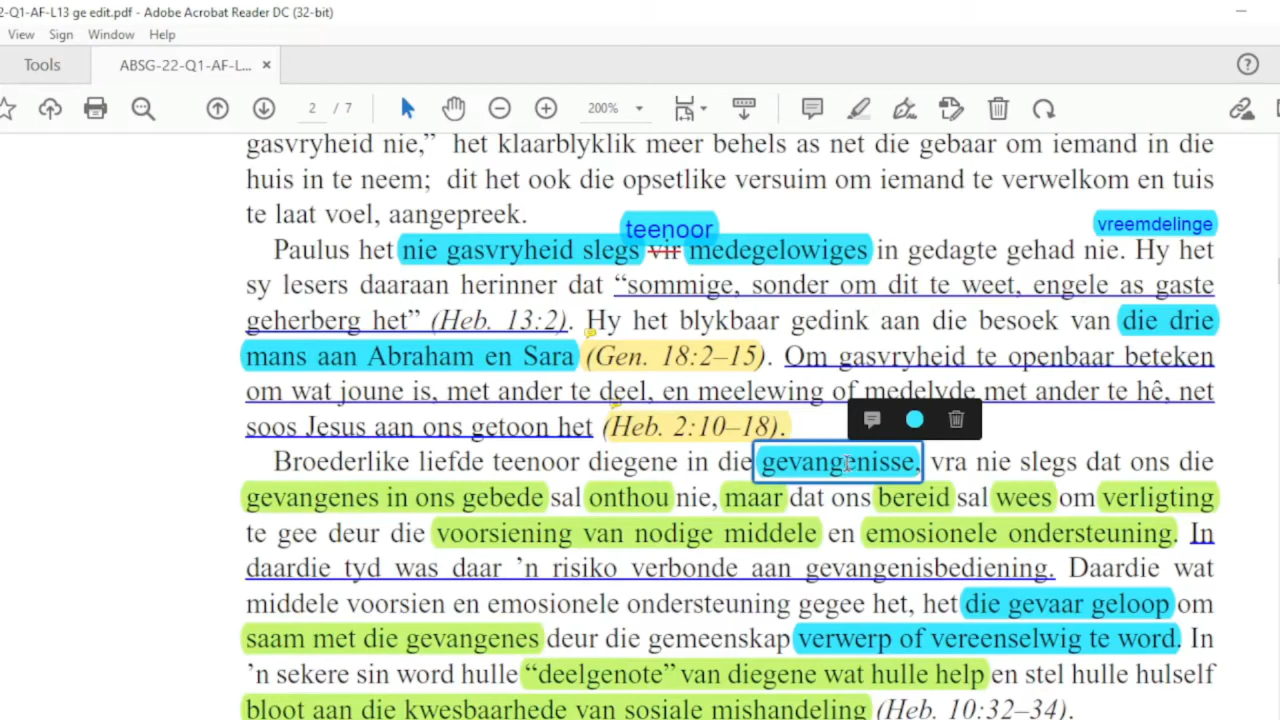 2-Q1-AF-L13 ge edit.pdf - Adobe Acrobat Reader DC (32-bit)
View Sign Window Help
Tools ABSG-22-Q1-AF-L... ×
2 / 7 200%
gasvryheid nie,” het klaarblyklik meer behels as net die gebaar om iemand in die
huis in te neem; dit het ook die opsetlike versuim om iemand te verwelkom en tuis
te laat voel, aangepreek.
teenoor vreemdelinge
Paulus het nie gasvryheid slegs vir medegelowiges in gedagte gehad nie. Hy het
sy lesers daaraan herinner dat “sommige, sonder om dit te weet, engele as gaste
geherberg het” (Heb. 13:2). Hy het blykbaar gedink aan die besoek van die drie
mans aan Abraham en Sara (Gen. 18:2–15). Om gasvryheid te openbaar beteken
om wat joune is, met ander te deel, en meelewing of medelyde met ander te hê, net
soos Jesus aan ons getoon het (Heb. 2:10–18).
Broederlike liefde teenoor diegene in die gevangenisse, vra nie slegs dat ons die
gevangenes in ons gebede sal onthou nie, maar dat ons bereid sal wees om verligting
te gee deur die voorsiening van nodige middele en emosionele ondersteuning. In
daardie tyd was daar ’n risiko verbonde aan gevangenisbediening. Daardie wat
middele voorsien en emosionele ondersteuning gegee het, het die gevaar geloop om
saam met die gevangenes deur die gemeenskap verwerp of vereenselwig te word. In
’n sekere sin word hulle “deelgenote” van diegene wat hulle help en stel hulle hulself
bloot aan die kwesbaarhede van sosiale mishandeling (Heb. 10:32–34).